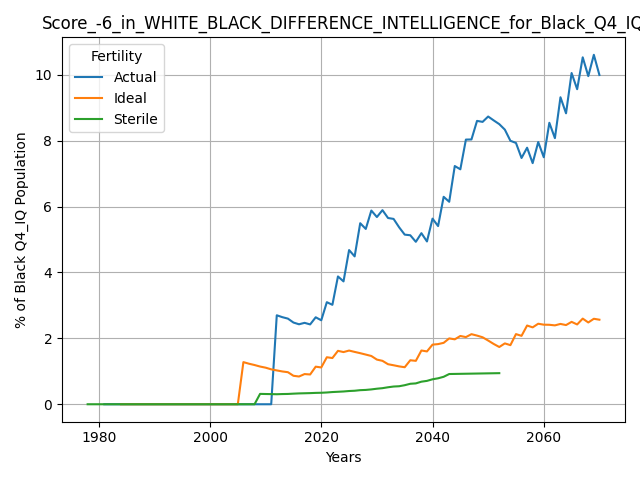 Score_-6_in_WHITE_BLACK_DIFFERENCE_INTELLIGENCE_for_Black_Q4_IQ
Fertility
Actual
Ideal
Sterile
% of Black Q4_IQ Population
10
8
6
4
2
0
1980 2000 2020 2040 2060
Years